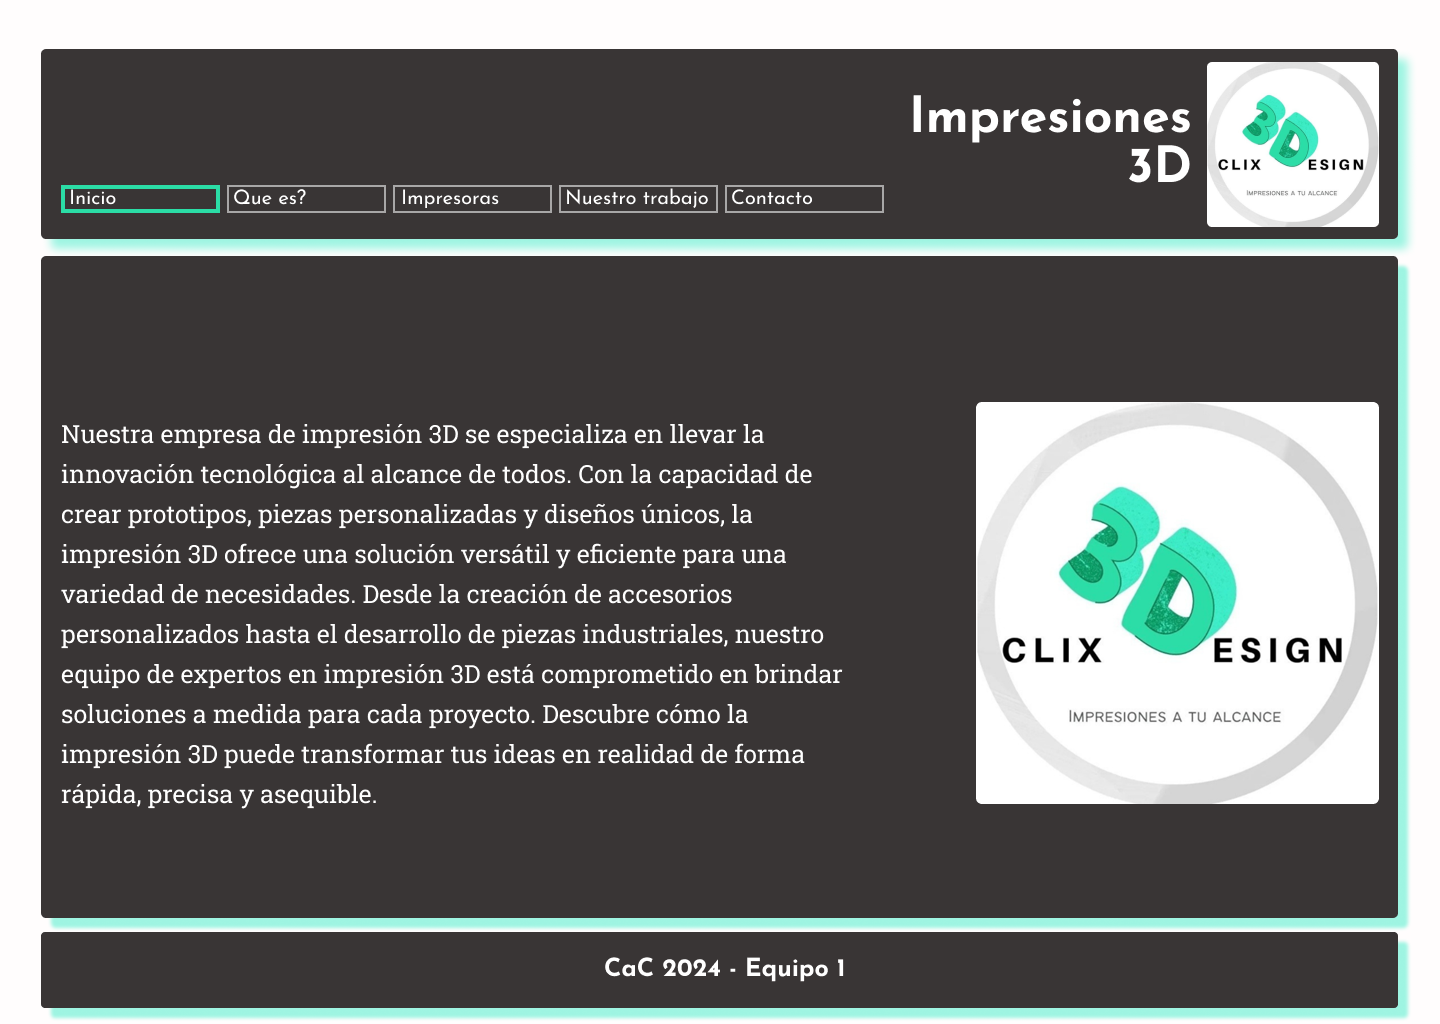 Impresiones
3D
3D
CLIX DESIGN
IMPRESIONES A TU ALCANCE
Inicio
Que es?
Impresoras
Nuestro trabajo
Contacto
Nuestra empresa de impresión 3D se especializa en llevar la
innovación tecnológica al alcance de todos. Con la capacidad de
crear prototipos, piezas personalizadas y diseños únicos, la
impresión 3D ofrece una solución versátil y eficiente para una
variedad de necesidades. Desde la creación de accesorios
personalizados hasta el desarrollo de piezas industriales, nuestro
equipo de expertos en impresión 3D está comprometido en brindar
soluciones a medida para cada proyecto. Descubre cómo la
impresión 3D puede transformar tus ideas en realidad de forma
rápida, precisa y asequible.
3D
CLIX DESIGN
IMPRESIONES A TU ALCANCE
CaC 2024 - Equipo 1